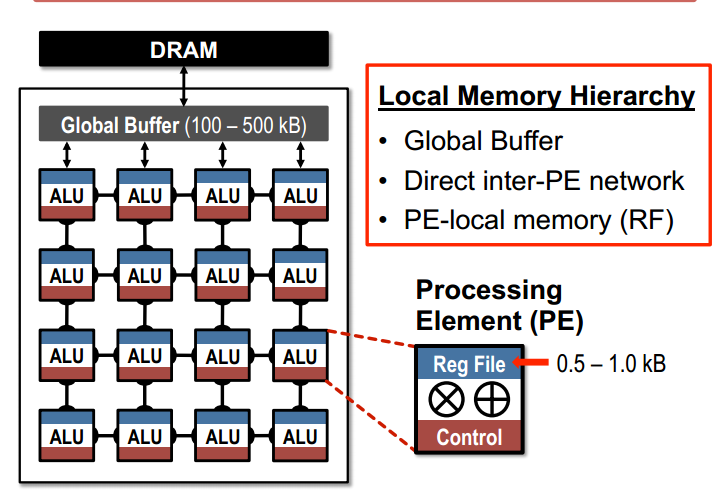 DRAM
Global Buffer (100 – 500 kB)
ALU ALU ALU ALU
ALU ALU ALU ALU
ALU ALU ALU ALU
ALU ALU ALU ALU
Local Memory Hierarchy
• Global Buffer
• Direct inter-PE network
• PE-local memory (RF)
Processing
Element (PE)
Reg File
0.5 – 1.0 kB
Control